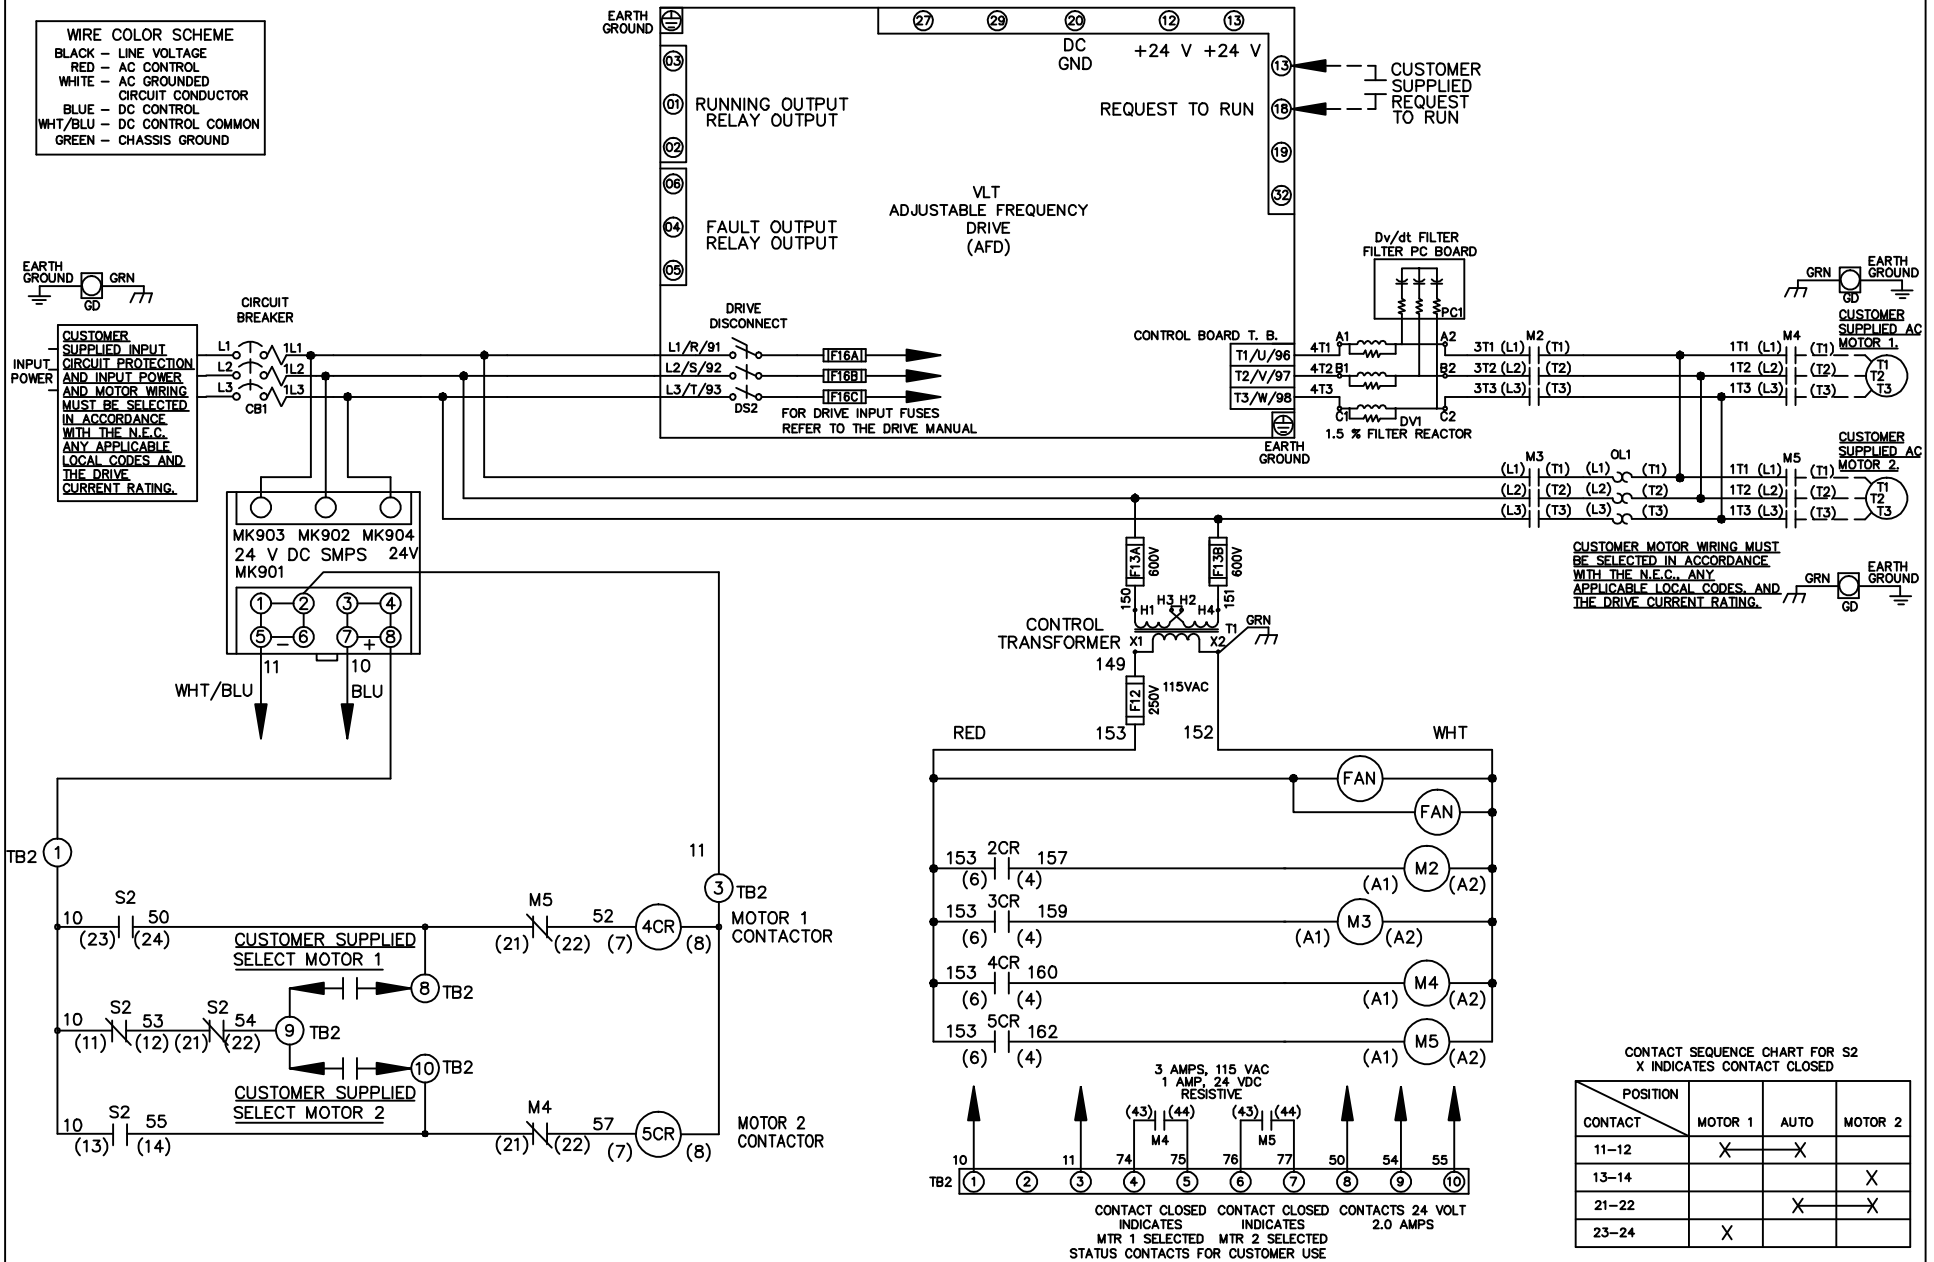 WIRE COLOR SCHEME
BLACK – LINE VOLTAGE
RED – AC CONTROL
WHITE – AC GROUNDED
CIRCUIT CONDUCTOR
BLUE – DC CONTROL
WHT/BLU – DC CONTROL COMMON
GREEN – CHASSIS GROUND
EARTH
GROUND
27 29 20 12 13
DC
GND
+24 V +24 V
03
01
02
RUNNING OUTPUT
RELAY OUTPUT
06
04
05
FAULT OUTPUT
RELAY OUTPUT
REQUEST TO RUN
13
18
19
32
CUSTOMER
SUPPLIED
REQUEST
TO RUN
VLT
ADJUSTABLE FREQUENCY
DRIVE
(AFD)
EARTH
GROUND
GRN
GD
CIRCUIT
BREAKER
INPUT
POWER
CUSTOMER
SUPPLIED INPUT
CIRCUIT PROTECTION
AND INPUT POWER
AND MOTOR WIRING
MUST BE SELECTED
IN ACCORDANCE
WITH THE N.E.C.
ANY APPLICABLE
LOCAL CODES AND
THE DRIVE
CURRENT RATING.
L1 1L1
L2 1L2
L3 1L3
CB1
DRIVE
DISCONNECT
L1/R/91 F16A
L2/S/92 F16B
L3/T/93 F16C
DS2
FOR DRIVE INPUT FUSES
REFER TO THE DRIVE MANUAL
CONTROL BOARD T. B.
T1/U/96
T2/V/97
T3/W/98
EARTH
GROUND
Dv/dt FILTER
FILTER PC BOARD
PC1
4T1 A1 A2
4T2 B1 B2
4T3 C1 C2
DV1
1.5 % FILTER REACTOR
M2
3T1 (L1) (T1)
3T2 (L2) (T2)
3T3 (L3) (T3)
M4
1T1 (L1) (T1)
1T2 (L2) (T2)
1T3 (L3) (T3)
GRN
EARTH
GROUND
GD
CUSTOMER
SUPPLIED AC
MOTOR 1.
T1
T2
T3
M3 OL1
(L1) (T1) (L1) (T1)
(L2) (T2) (L2) (T2)
(L3) (T3) (L3) (T3)
M5
1T1 (L1) (T1)
1T2 (L2) (T2)
1T3 (L3) (T3)
CUSTOMER
SUPPLIED AC
MOTOR 2.
T1
T2
T3
CUSTOMER MOTOR WIRING MUST
BE SELECTED IN ACCORDANCE
WITH THE N.E.C., ANY
APPLICABLE LOCAL CODES, AND
THE DRIVE CURRENT RATING.
GRN
EARTH
GROUND
GD
MK903 MK902 MK904
24 V DC SMPS 24V
MK901
1 2 3 4
5 – 6 7 + 8
11 10
WHT/BLU BLU
F13A 600V
F13B 600V
150 151
H1 H3 H2 H4
CONTROL
TRANSFORMER
X1 X2 T1
GRN
149
F12 250V
115VAC
153 152
RED WHT
FAN
FAN
153 2CR 157
(6) (4)
M2
(A1) (A2)
153 3CR 159
(6) (4)
M3
(A1) (A2)
153 4CR 160
(6) (4)
M4
(A1) (A2)
153 5CR 162
(6) (4)
M5
(A1) (A2)
TB2 1
11
3 TB2
S2
10 50
(23) (24)
M5
(21) (22)
52
(7) 4CR (8)
MOTOR 1
CONTACTOR
CUSTOMER SUPPLIED
SELECT MOTOR 1
8 TB2
S2 S2
10 53 54
(11) (12) (21) (22)
9 TB2
10 TB2
CUSTOMER SUPPLIED
SELECT MOTOR 2
S2
10 55
(13) (14)
M4
(21) (22)
57
(7) 5CR (8)
MOTOR 2
CONTACTOR
3 AMPS, 115 VAC
1 AMP, 24 VDC
RESISTIVE
(43) (44) (43) (44)
M4 M5
10 11 74 75 76 77 50 54 55
TB2 1 2 3 4 5 6 7 8 9 10
CONTACT CLOSED
INDICATES
MTR 1 SELECTED
CONTACT CLOSED
INDICATES
MTR 2 SELECTED
STATUS CONTACTS FOR CUSTOMER USE
CONTACTS 24 VOLT
2.0 AMPS
CONTACT SEQUENCE CHART FOR S2
X INDICATES CONTACT CLOSED
POSITION
CONTACT MOTOR 1 AUTO MOTOR 2
11–12 X X
13–14 X
21–22 X X
23–24 X